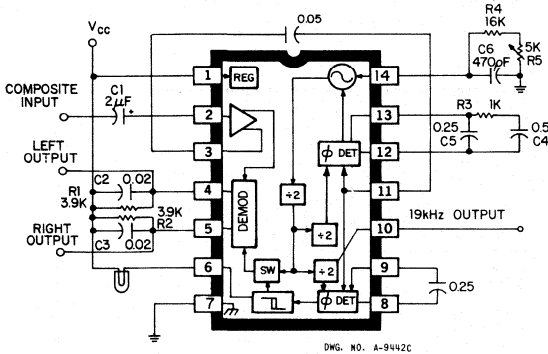 R4
16K
0.05
VCC
C6
470pF
5K
R5
COMPOSITE
INPUT
C1
2µF
+
1
REG
14
2
13
R3
1K
0.25
C5
0.5
C4
3
φ DET
12
LEFT
OUTPUT
C2
0.02
R1
3.9K
4
DEMOD
÷2
11
3.9K
R2
RIGHT
OUTPUT
C3
0.02
5
÷2
10
19kHz OUTPUT
6
SW
÷2
9
0.25
7
φ DET
8
DWG. NO. A-9442C